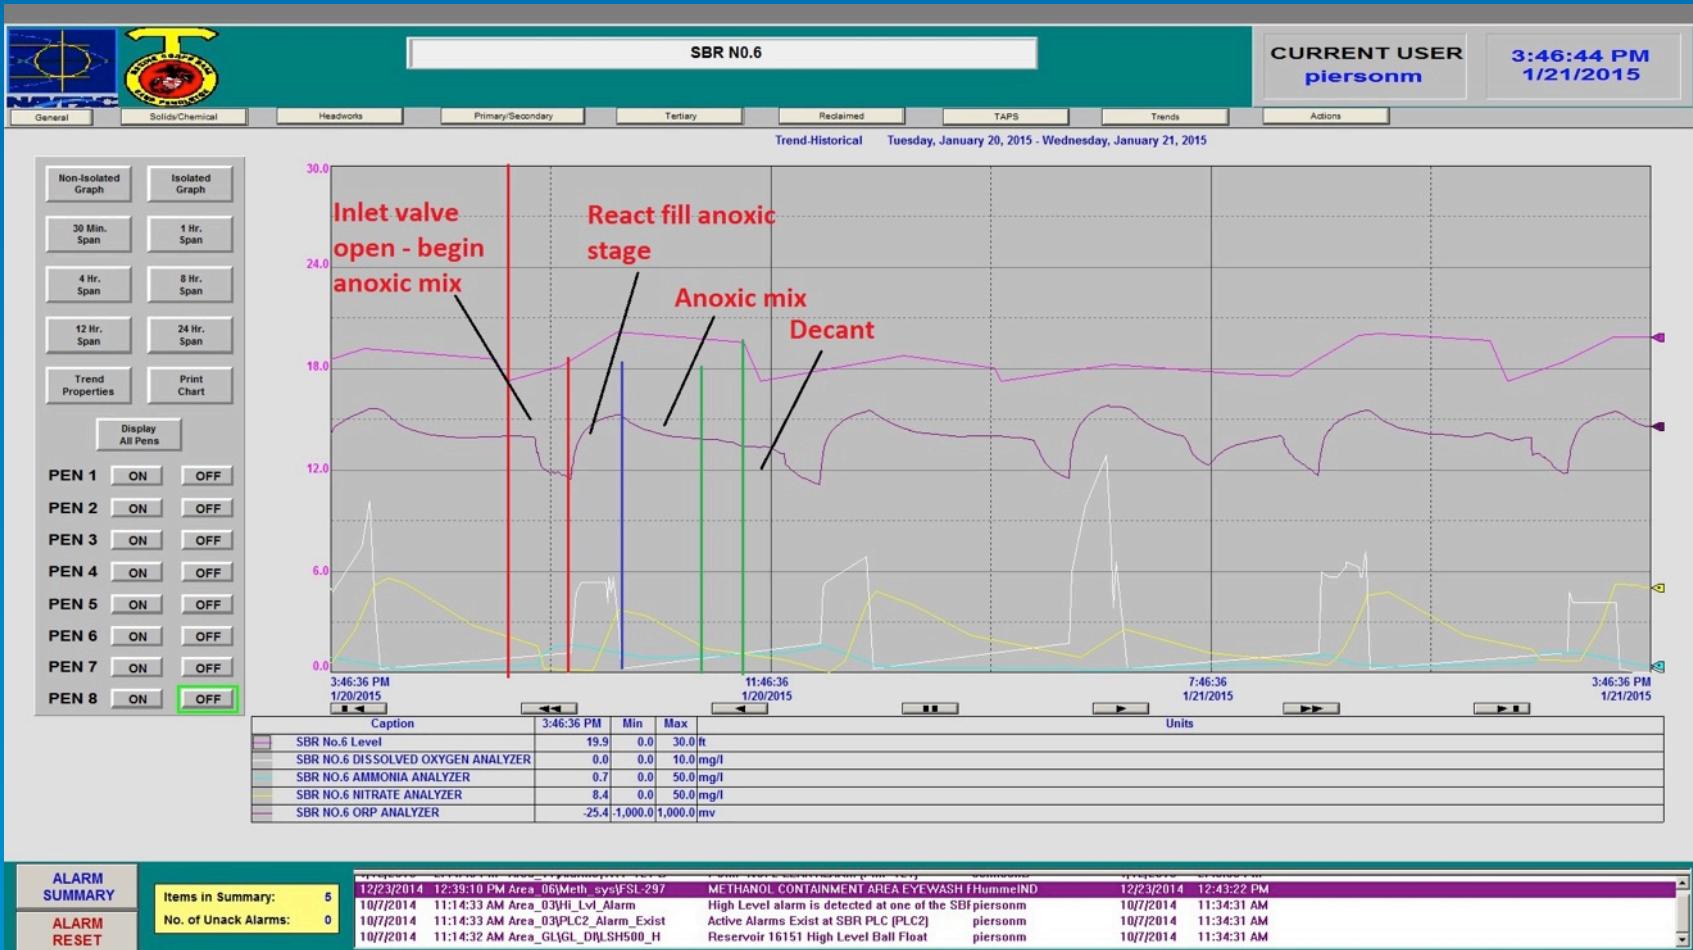 SBR N0.6
CURRENT USER
piersonm
3:46:44 PM
1/21/2015
General
Solids/Chemical
Headworks
Primary/Secondary
Tertiary
Reclaimed
TAPS
Trends
Actions
Trend-Historical Tuesday, January 20, 2015 - Wednesday, January 21, 2015
Non-Isolated
Graph
Isolated
Graph
30 Min.
Span
1 Hr.
Span
4 Hr.
Span
8 Hr.
Span
12 Hr.
Span
24 Hr.
Span
Trend
Properties
Print
Chart
Display
All Pens
PEN 1 ON OFF
PEN 2 ON OFF
PEN 3 ON OFF
PEN 4 ON OFF
PEN 5 ON OFF
PEN 6 ON OFF
PEN 7 ON OFF
PEN 8 ON OFF
30.0
24.0
18.0
12.0
6.0
0.0
Inlet valve
open - begin
anoxic mix
React fill anoxic
stage
Anoxic mix
Decant
3:46:36 PM
1/20/2015
11:46:36
1/20/2015
7:46:36
1/21/2015
3:46:36 PM
1/21/2015
Caption 3:46:36 PM Min Max Units
SBR No.6 Level 19.9 0.0 30.0 ft
SBR NO.6 DISSOLVED OXYGEN ANALYZER 0.0 0.0 10.0 mg/l
SBR NO.6 AMMONIA ANALYZER 0.7 0.0 50.0 mg/l
SBR NO.6 NITRATE ANALYZER 8.4 0.0 50.0 mg/l
SBR NO.6 ORP ANALYZER -25.4 -1,000.0 1,000.0 mv
ALARM
SUMMARY
ALARM
RESET
Items in Summary: 5
No. of Unack Alarms: 0
12/23/2014 12:39:10 PM Area_06\Meth_sys\FSL-297 METHANOL CONTAINMENT AREA EYEWASH F HummelND 12/23/2014 12:43:22 PM
10/7/2014 11:14:33 AM Area_03\Hi_Lvl_Alarm High Level alarm is detected at one of the SBF piersonm 10/7/2014 11:34:31 AM
10/7/2014 11:14:33 AM Area_03\PLC2_Alarm_Exist Active Alarms Exist at SBR PLC (PLC2) piersonm 10/7/2014 11:34:31 AM
10/7/2014 11:14:32 AM Area_GL\GL_DI\LSH500_H Reservoir 16151 High Level Ball Float piersonm 10/7/2014 11:34:31 AM